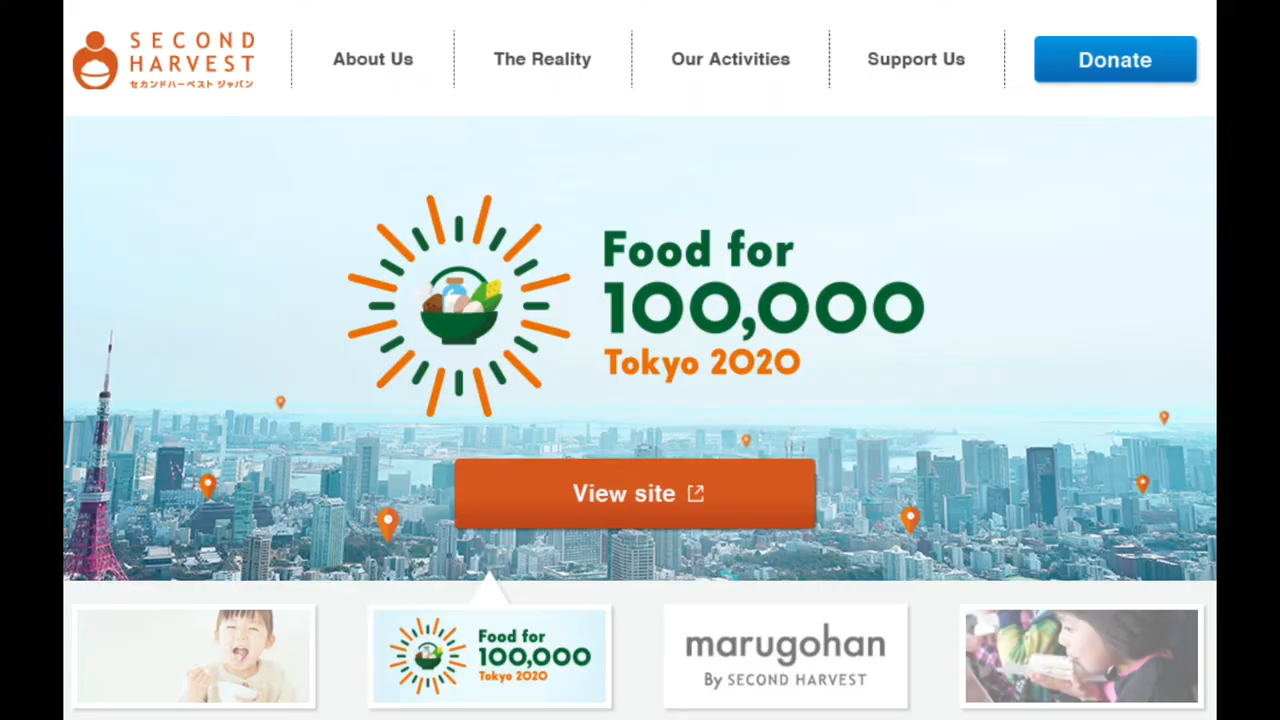 SECOND
HARVEST
セカンドハーベスト ジャパン
About Us
The Reality
Our Activities
Support Us
Donate
Food for
100,000
Tokyo 2020
View site
Food for
100,000
Tokyo 2020
marugohan
By SECOND HARVEST